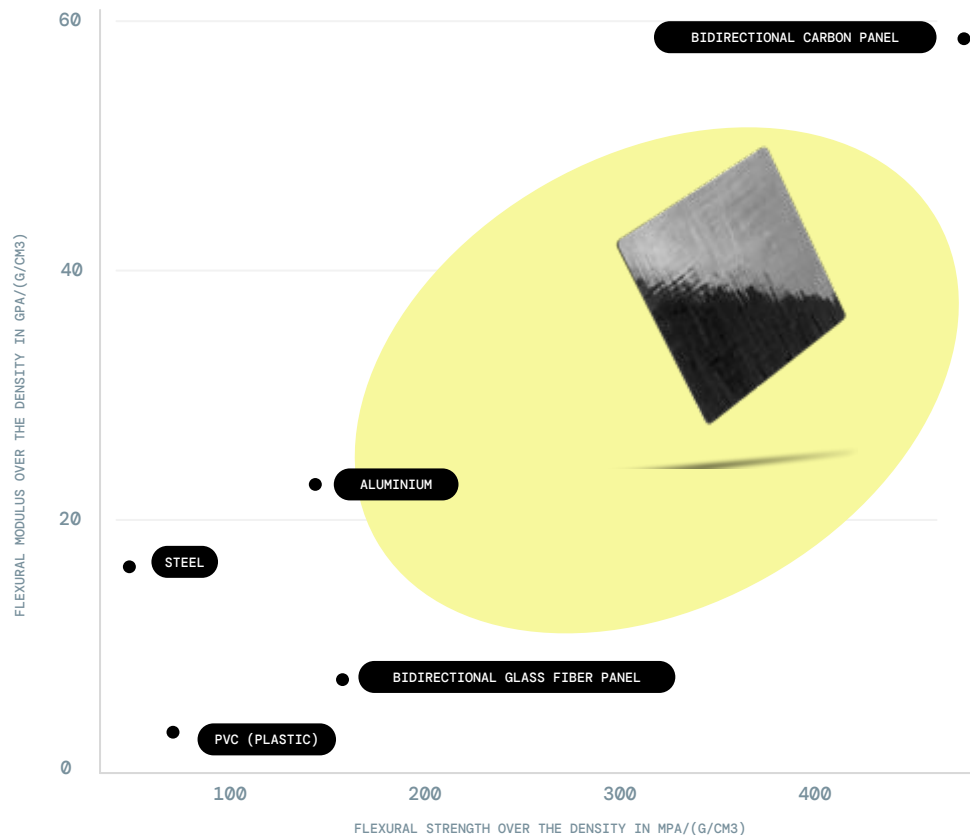 60
BIDIRECTIONAL CARBON PANEL
40
FLEXURAL MODULUS OVER THE DENSITY IN GPA/(G/CM3)
ALUMINIUM
20
STEEL
BIDIRECTIONAL GLASS FIBER PANEL
PVC (PLASTIC)
0
100 200 300 400
FLEXURAL STRENGTH OVER THE DENSITY IN MPA/(G/CM3)